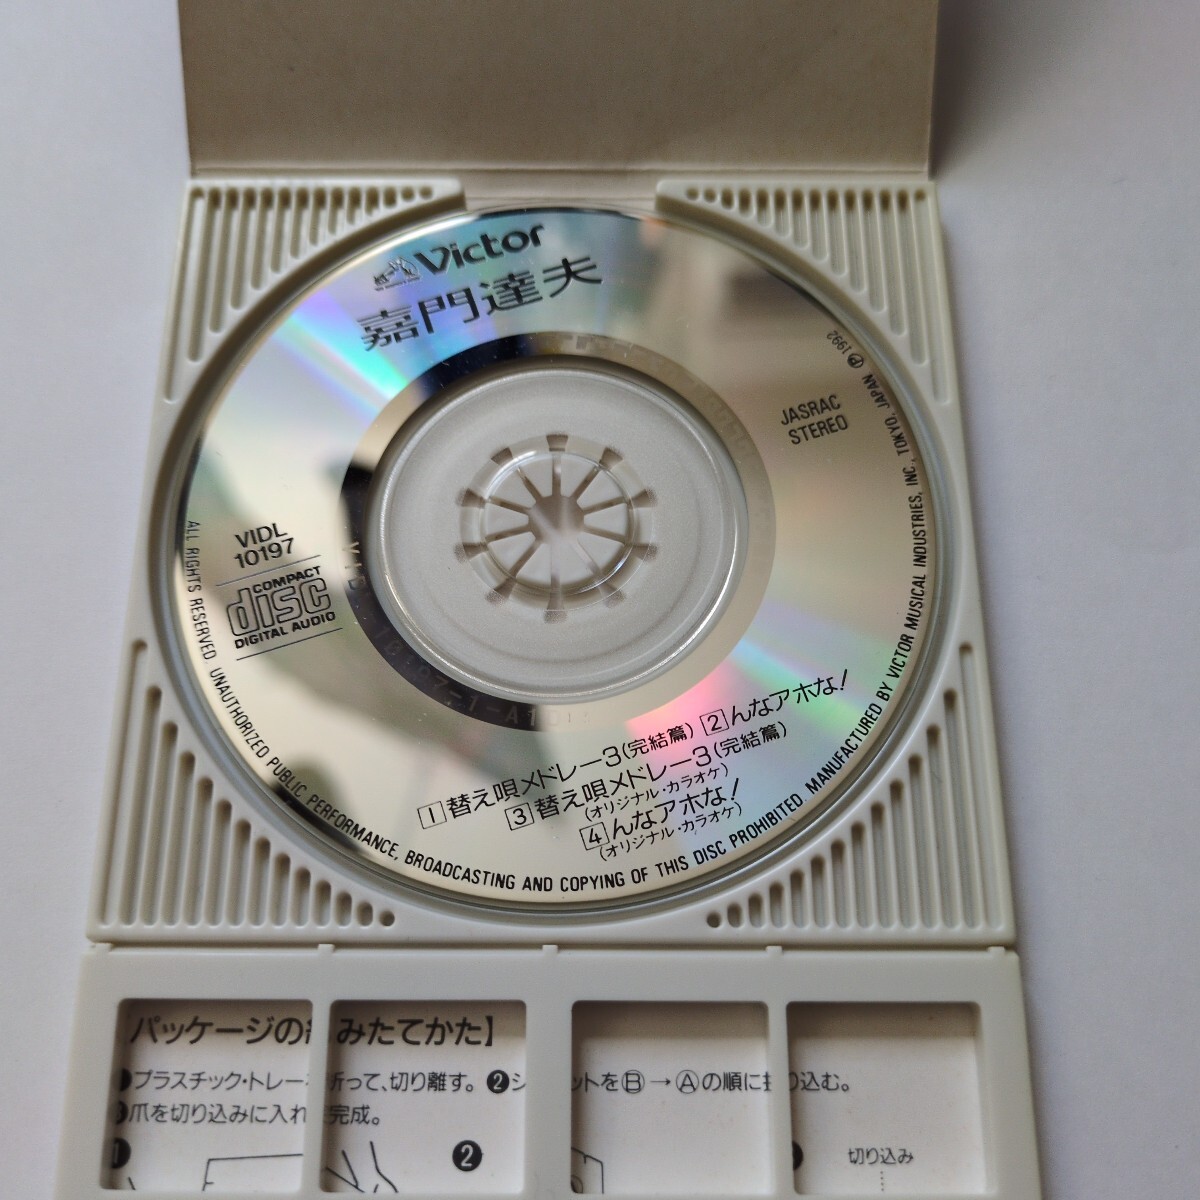 Victor
嘉門達夫
Ⓟ1992
JASRAC
STEREO
VIDL
10197
COMPACT
disc
DIGITAL AUDIO
1 替え唄メドレー3(完結篇) 2 んなアホな!
3 替え唄メドレー3(完結篇)
(オリジナル・カラオケ)
4 んなアホな!
(オリジナル・カラオケ)
ALL RIGHTS RESERVED. UNAUTHORIZED PUBLIC PERFORMANCE, BROADCASTING AND COPYING OF THIS DISC PROHIBITED. MANUFACTURED BY VICTOR MUSICAL INDUSTRIES, INC., TOKYO, JAPAN
パッケージの みたてかた】
プラスチック・トレー 折って、切り離す。 ❷ シ ットをⒷ→Ⓐの順に り込む。
爪を切り込みに入れ 完成。
❷
切り込み